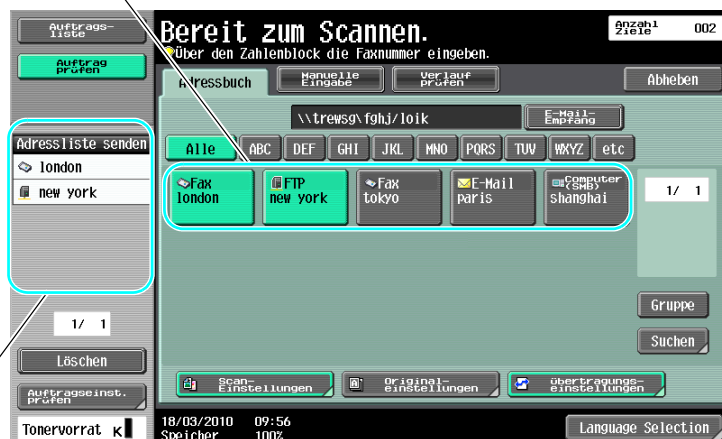 Auftrags-
liste
Auftrag
prüfen
Adressliste senden
london
new york
1/ 1
Löschen
Auftragseinst.
prüfen
Tonervorrat K
Bereit zum Scannen.
Über den Zahlenblock die Faxnummer eingeben.
Anzahl
Ziele 002
Adressbuch
Manuelle
Eingabe
Verlauf
prüfen
Abheben
\\trewsg\fghj/loik
E-Mail-
Empfang
Alle ABC DEF GHI JKL MNO PQRS TUV WXYZ etc
Fax
london
FTP
new york
Fax
tokyo
E-Mail
paris
Computer
(SMB)
shanghai
1/ 1
Gruppe
Suchen
Scan-
Einstellungen
Original-
einstellungen
Übertragungs-
einstellungen
18/03/2010 09:56
Speicher 100%
Language Selection